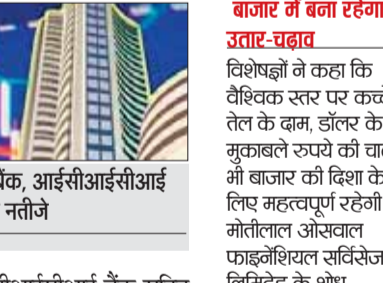 बैंक, आईसीआईसीआई
नतीजे
बाजार में बना रहेगा
उतार-चढ़ाव
विशेषज्ञों ने कहा कि
वैश्विक स्तर पर कच्चे
तेल के दाम, डॉलर के
मुकाबले रुपये की
भी बाजार की दिशा के
लिए महत्वपूर्ण रहेगी
मोतीलाल ओसवाल
फाइनेंशियल सर्विसेज
लिमिटेड के शोध